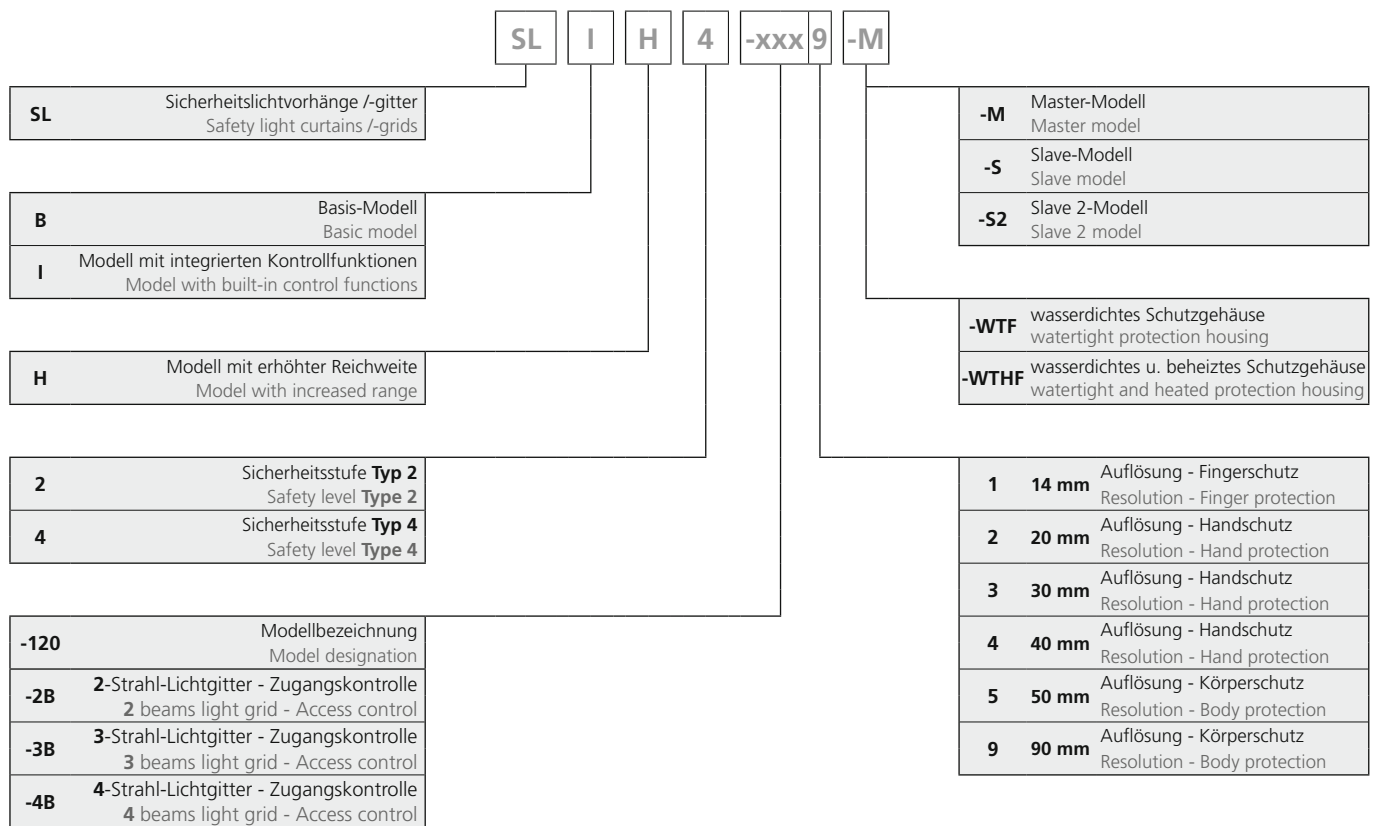 SL I H 4 -xxx 9 -M
SL
Sicherheitslichtvorhänge /-gitter
Safety light curtains /-grids
B
Basis-Modell
Basic model
I
Modell mit integrierten Kontrollfunktionen
Model with built-in control functions
H
Modell mit erhöhter Reichweite
Model with increased range
2
Sicherheitsstufe Typ 2
Safety level Type 2
4
Sicherheitsstufe Typ 4
Safety level Type 4
-120
Modellbezeichnung
Model designation
-2B
2-Strahl-Lichtgitter - Zugangskontrolle
2 beams light grid - Access control
-3B
3-Strahl-Lichtgitter - Zugangskontrolle
3 beams light grid - Access control
-4B
4-Strahl-Lichtgitter - Zugangskontrolle
4 beams light grid - Access control
-M
Master-Modell
Master model
-S
Slave-Modell
Slave model
-S2
Slave 2-Modell
Slave 2 model
-WTF
wasserdichtes Schutzgehäuse
watertight protection housing
-WTHF
wasserdichtes u. beheiztes Schutzgehäuse
watertight and heated protection housing
1 14 mm
Auflösung - Fingerschutz
Resolution - Finger protection
2 20 mm
Auflösung - Handschutz
Resolution - Hand protection
3 30 mm
Auflösung - Handschutz
Resolution - Hand protection
4 40 mm
Auflösung - Handschutz
Resolution - Hand protection
5 50 mm
Auflösung - Körperschutz
Resolution - Body protection
9 90 mm
Auflösung - Körperschutz
Resolution - Body protection